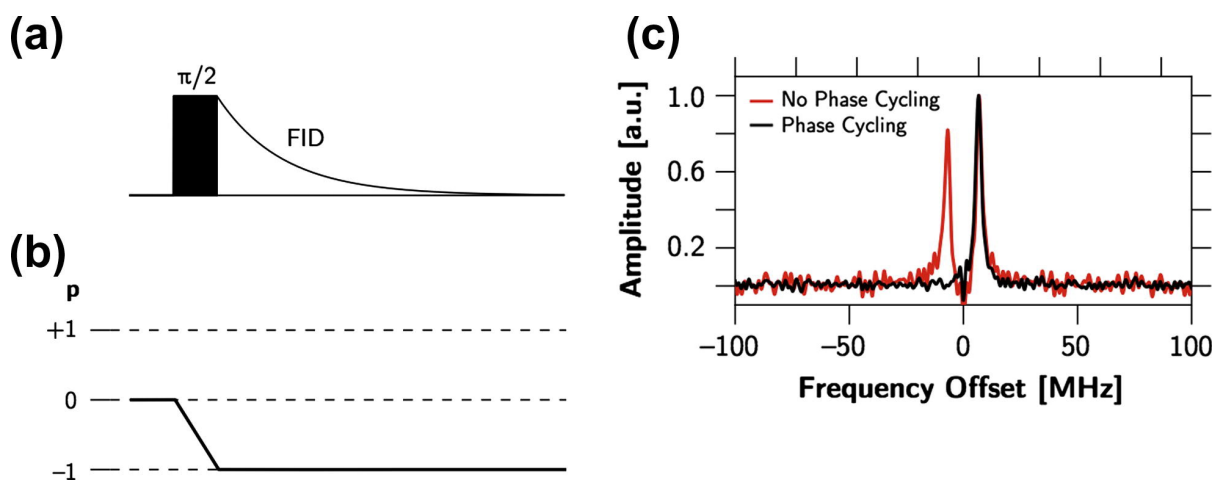 (a)
π/2
FID
(b)
p
+1
0
−1
(c)
Amplitude [a.u.]
1.0
0.6
0.2
No Phase Cycling
Phase Cycling
−100
−50
0
50
100
Frequency Offset [MHz]